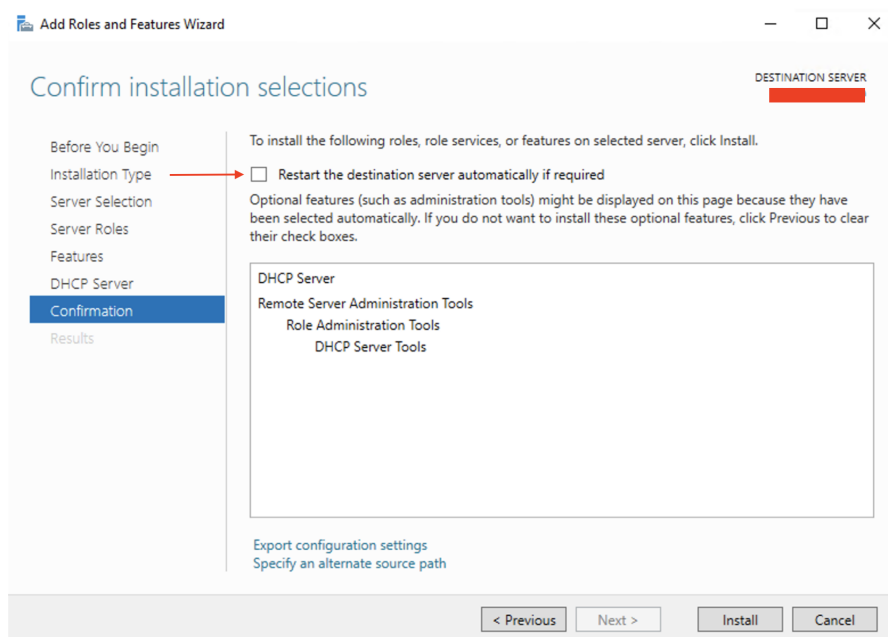 Add Roles and Features Wizard
Confirm installation selections
DESTINATION SERVER
Before You Begin
Installation Type
Server Selection
Server Roles
Features
DHCP Server
Confirmation
Results
To install the following roles, role services, or features on selected server, click Install.
Restart the destination server automatically if required
Optional features (such as administration tools) might be displayed on this page because they have
been selected automatically. If you do not want to install these optional features, click Previous to clear
their check boxes.
DHCP Server
Remote Server Administration Tools
Role Administration Tools
DHCP Server Tools
Export configuration settings
Specify an alternate source path
< Previous
Next >
Install
Cancel